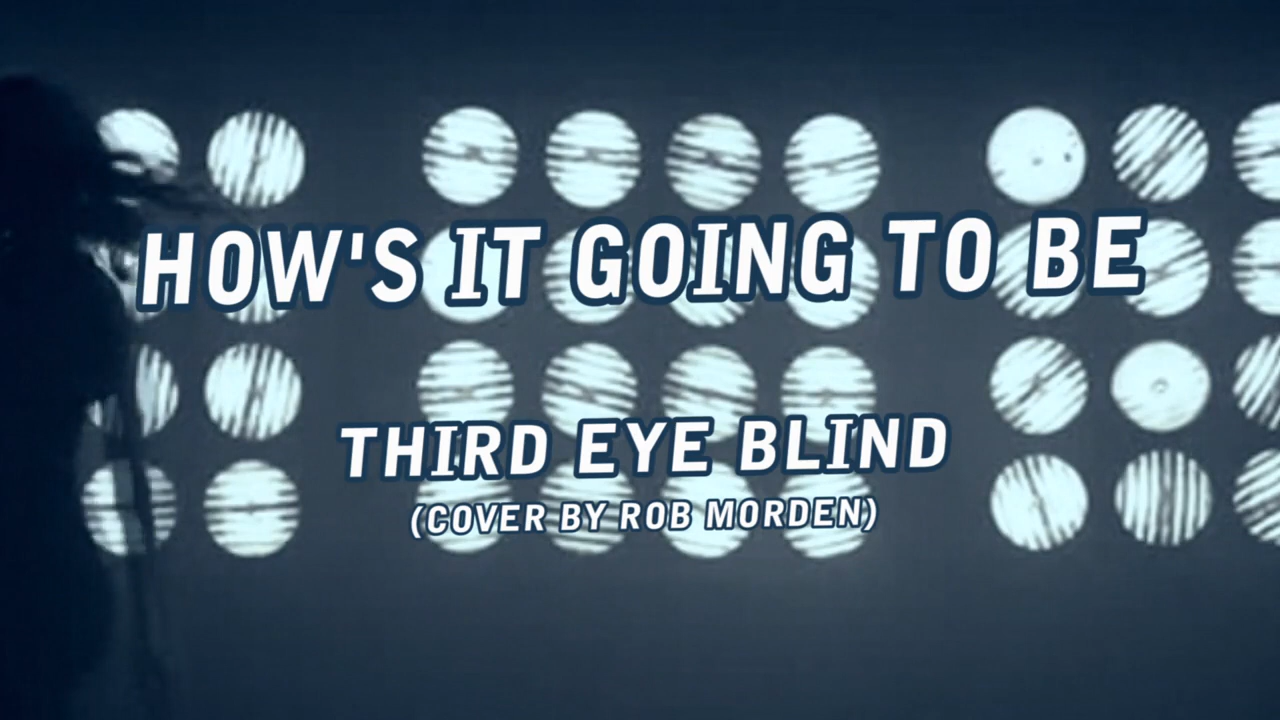 HOW'S IT GOING TO BE
THIRD EYE BLIND
(COVER BY ROB MORDEN)